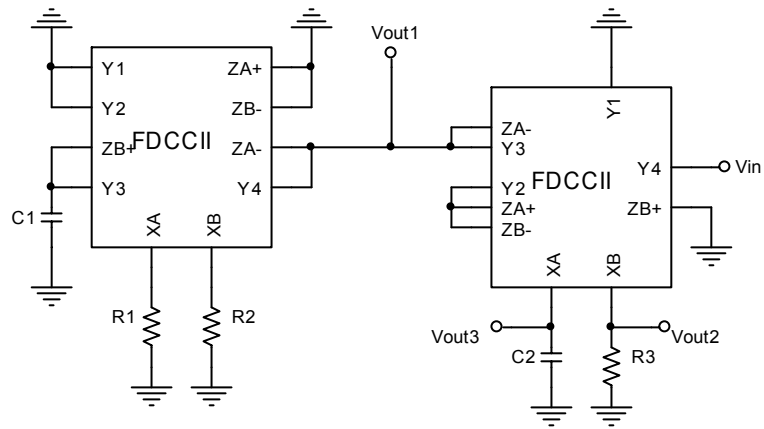 Vout1
Y1
ZA+
Y2
ZB-
ZB+
FDCCII
ZA-
Y3
Y4
XA
XB
C1
R1
R2
Y1
ZA-
Y3
Y2
FDCCII
ZA+
ZB-
Y4
Vin
ZB+
XA
XB
Vout3
Vout2
C2
R3